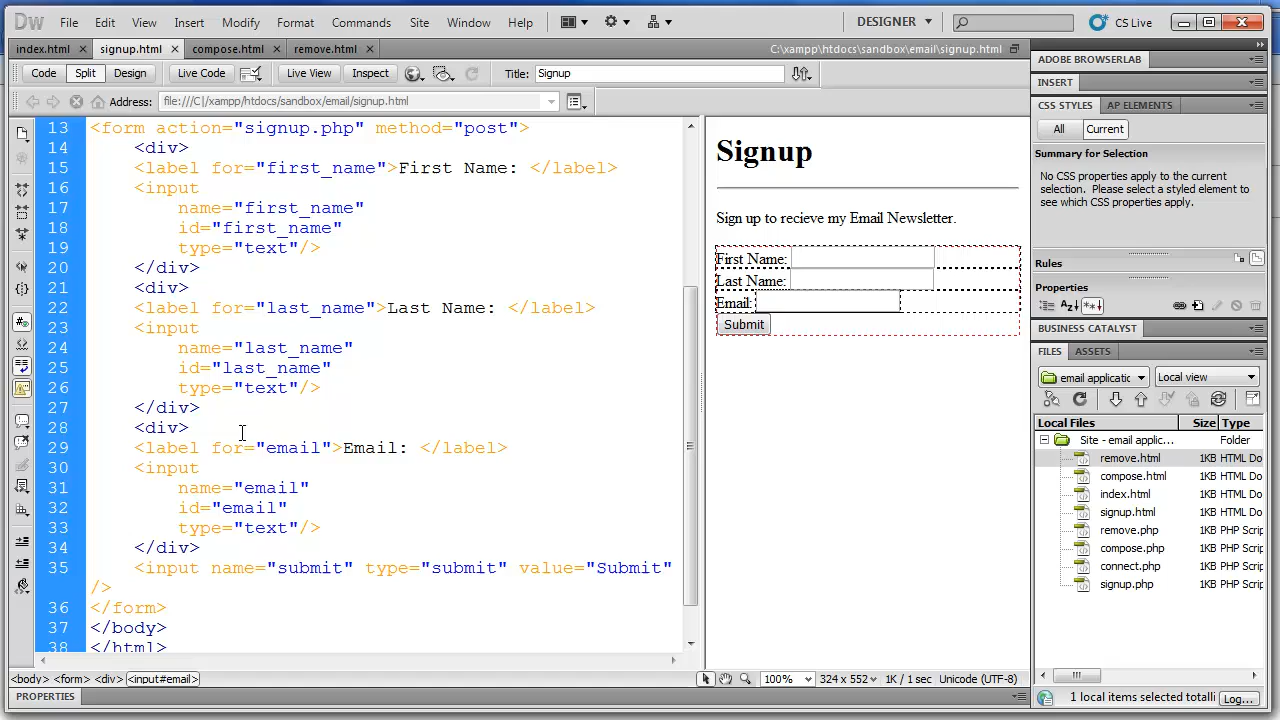 Dw File Edit View Insert Modify Format Commands Site Window Help DESIGNER CS Live
index.html signup.html compose.html remove.html C:\xampp\htdocs\sandbox\email\signup.html
Code Split Design Live Code Live View Inspect Title: Signup
Address: file:///C|/xampp/htdocs/sandbox/email/signup.html
13 <form action="signup.php" method="post">
14 <div>
15 <label for="first_name">First Name: </label>
16 <input
17 name="first_name"
18 id="first_name"
19 type="text"/>
20 </div>
21 <div>
22 <label for="last_name">Last Name: </label>
23 <input
24 name="last_name"
25 id="last_name"
26 type="text"/>
27 </div>
28 <div>
29 <label for="email">Email: </label>
30 <input
31 name="email"
32 id="email"
33 type="text"/>
34 </div>
35 <input name="submit" type="submit" value="Submit"
/>
36 </form>
37 </body>
38 </html>
Signup
Sign up to recieve my Email Newsletter.
First Name:
Last Name:
Email:
Submit
<body> <form> <div> <input#email>
100% 324 x 552 1K / 1 sec Unicode (UTF-8)
PROPERTIES
ADOBE BROWSERLAB
INSERT
CSS STYLES AP ELEMENTS
All Current
Summary for Selection
No CSS properties apply to the current
selection. Please select a styled element to
see which CSS properties apply.
Rules
Properties
Az
BUSINESS CATALYST
FILES ASSETS
email applicatic Local view
Local Files Size Type
Site - email applic... Folder
remove.html 1KB HTML Do
compose.html 1KB HTML Do
index.html 1KB HTML Do
signup.html 1KB HTML Do
remove.php 1KB PHP Scrip
compose.php 1KB PHP Scrip
connect.php 1KB PHP Scrip
signup.php 1KB PHP Scrip
1 local items selected totalli Log...